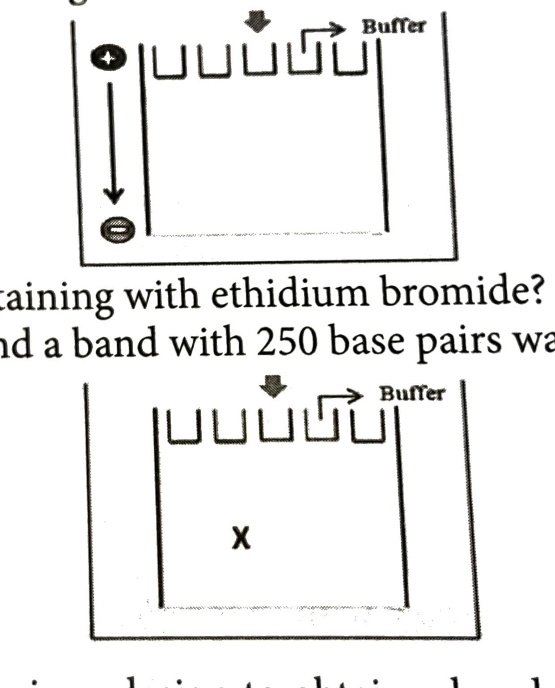 Buffer
taining with ethidium bromide?
nd a band with 250 base pairs wa
Buffer
X